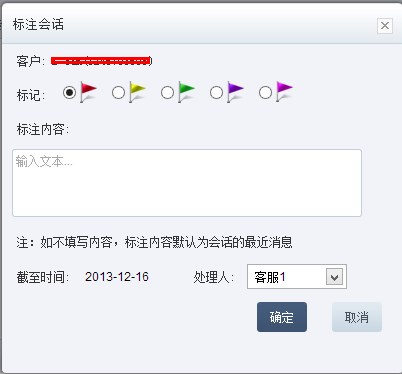 标注会话
客户:
标记:
标注内容:
输入文本...
注：如不填写内容，标注内容默认为会话的最近消息
截至时间: 2013-12-16 处理人: 客服1
确定 取消